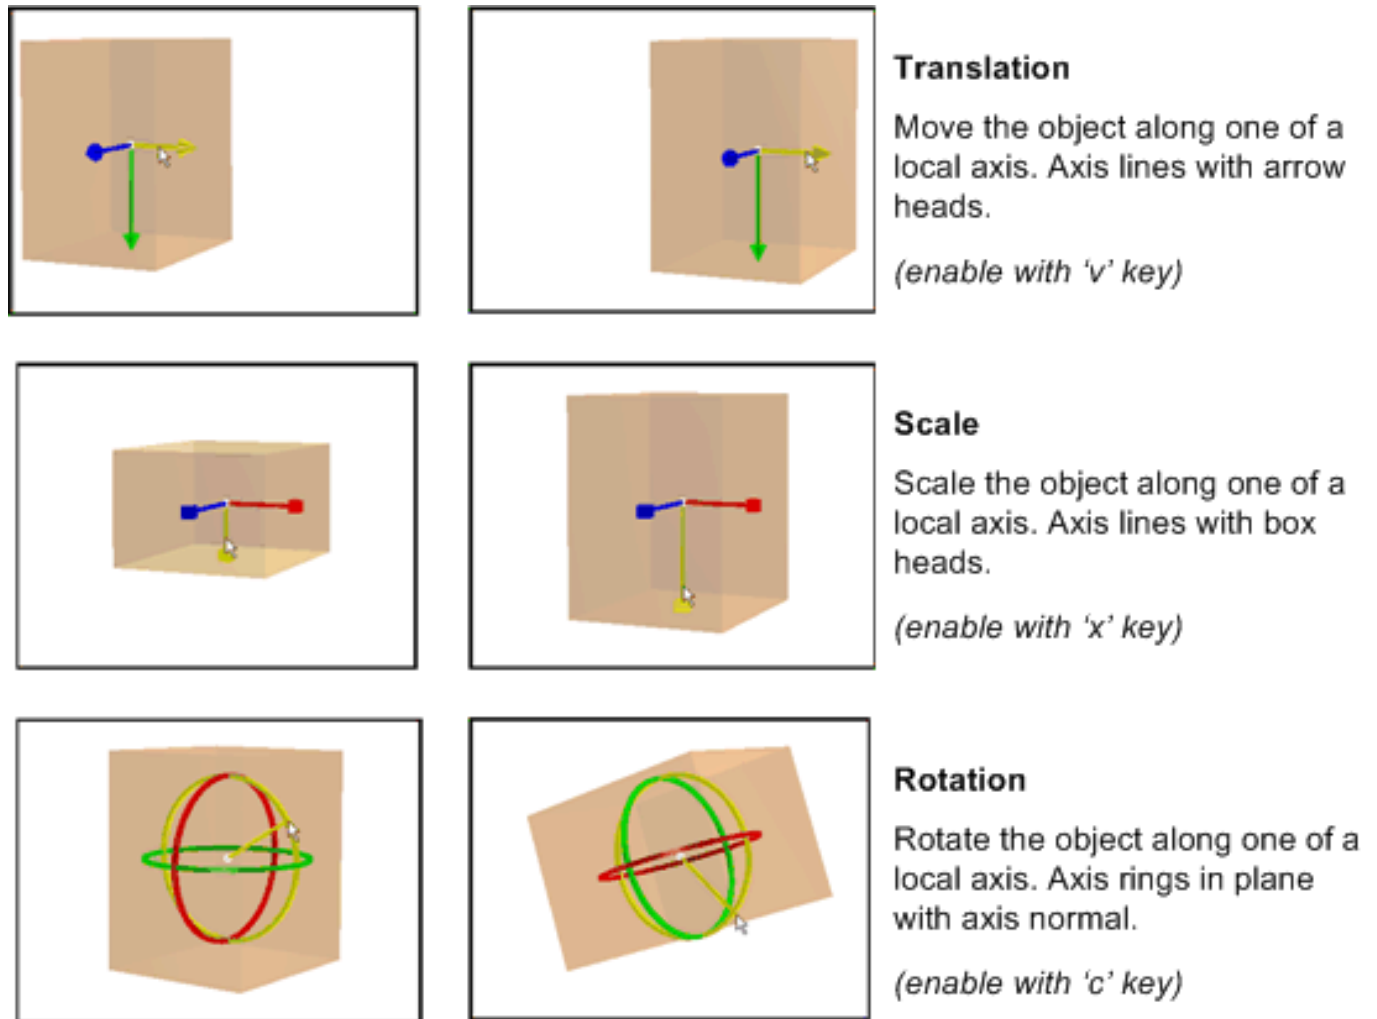 Translation
Move the object along one of a
local axis. Axis lines with arrow
heads.
(enable with ‘v’ key)
Scale
Scale the object along one of a
local axis. Axis lines with box
heads.
(enable with ‘x’ key)
Rotation
Rotate the object along one of a
local axis. Axis rings in plane
with axis normal.
(enable with ‘c’ key)